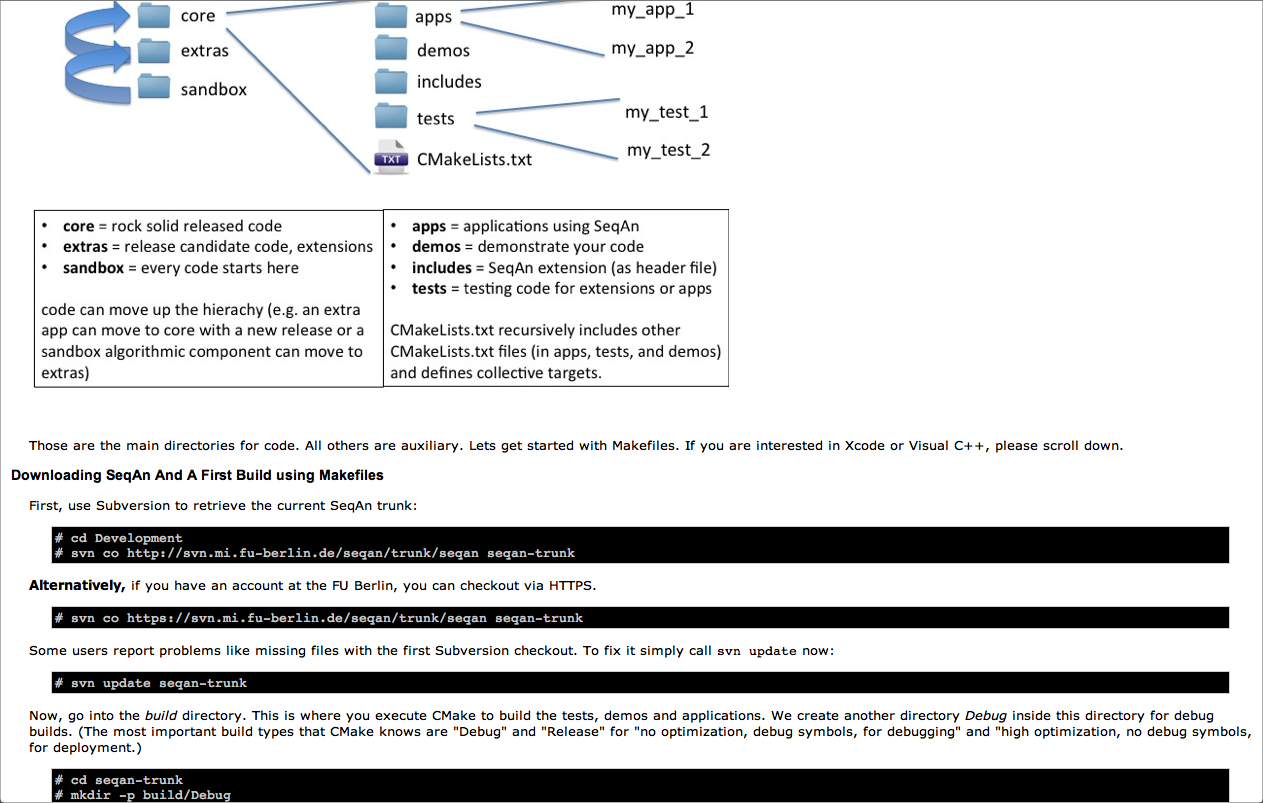 core
extras
sandbox
apps
demos
includes
tests
TXT
CMakeLists.txt
my_app_1
my_app_2
my_test_1
my_test_2
• core = rock solid released code
• extras = release candidate code, extensions
• sandbox = every code starts here
code can move up the hierachy (e.g. an extra
app can move to core with a new release or a
sandbox algorithmic component can move to
extras)
• apps = applications using SeqAn
• demos = demonstrate your code
• includes = SeqAn extension (as header file)
• tests = testing code for extensions or apps
CMakeLists.txt recursively includes other
CMakeLists.txt files (in apps, tests, and demos)
and defines collective targets.
Those are the main directories for code. All others are auxiliary. Lets get started with Makefiles. If you are interested in Xcode or Visual C++, please scroll down.
Downloading SeqAn And A First Build using Makefiles
First, use Subversion to retrieve the current SeqAn trunk:
# cd Development
# svn co http://svn.mi.fu-berlin.de/seqan/trunk/seqan seqan-trunk
Alternatively, if you have an account at the FU Berlin, you can checkout via HTTPS.
# svn co https://svn.mi.fu-berlin.de/seqan/trunk/seqan seqan-trunk
Some users report problems like missing files with the first Subversion checkout. To fix it simply call svn update now:
# svn update seqan-trunk
Now, go into the build directory. This is where you execute CMake to build the tests, demos and applications. We create another directory Debug inside this directory for debug
builds. (The most important build types that CMake knows are "Debug" and "Release" for "no optimization, debug symbols, for debugging" and "high optimization, no debug symbols,
for deployment.)
# cd seqan-trunk
# mkdir -p build/Debug